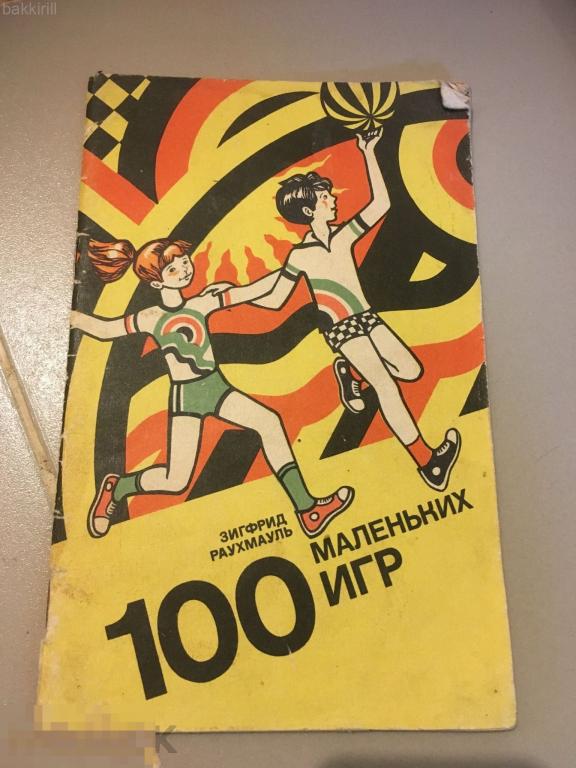 bakkirill
ЗИГФРИД
РАУХМАУЛЬ
100
МАЛЕНЬКИХ
ИГР